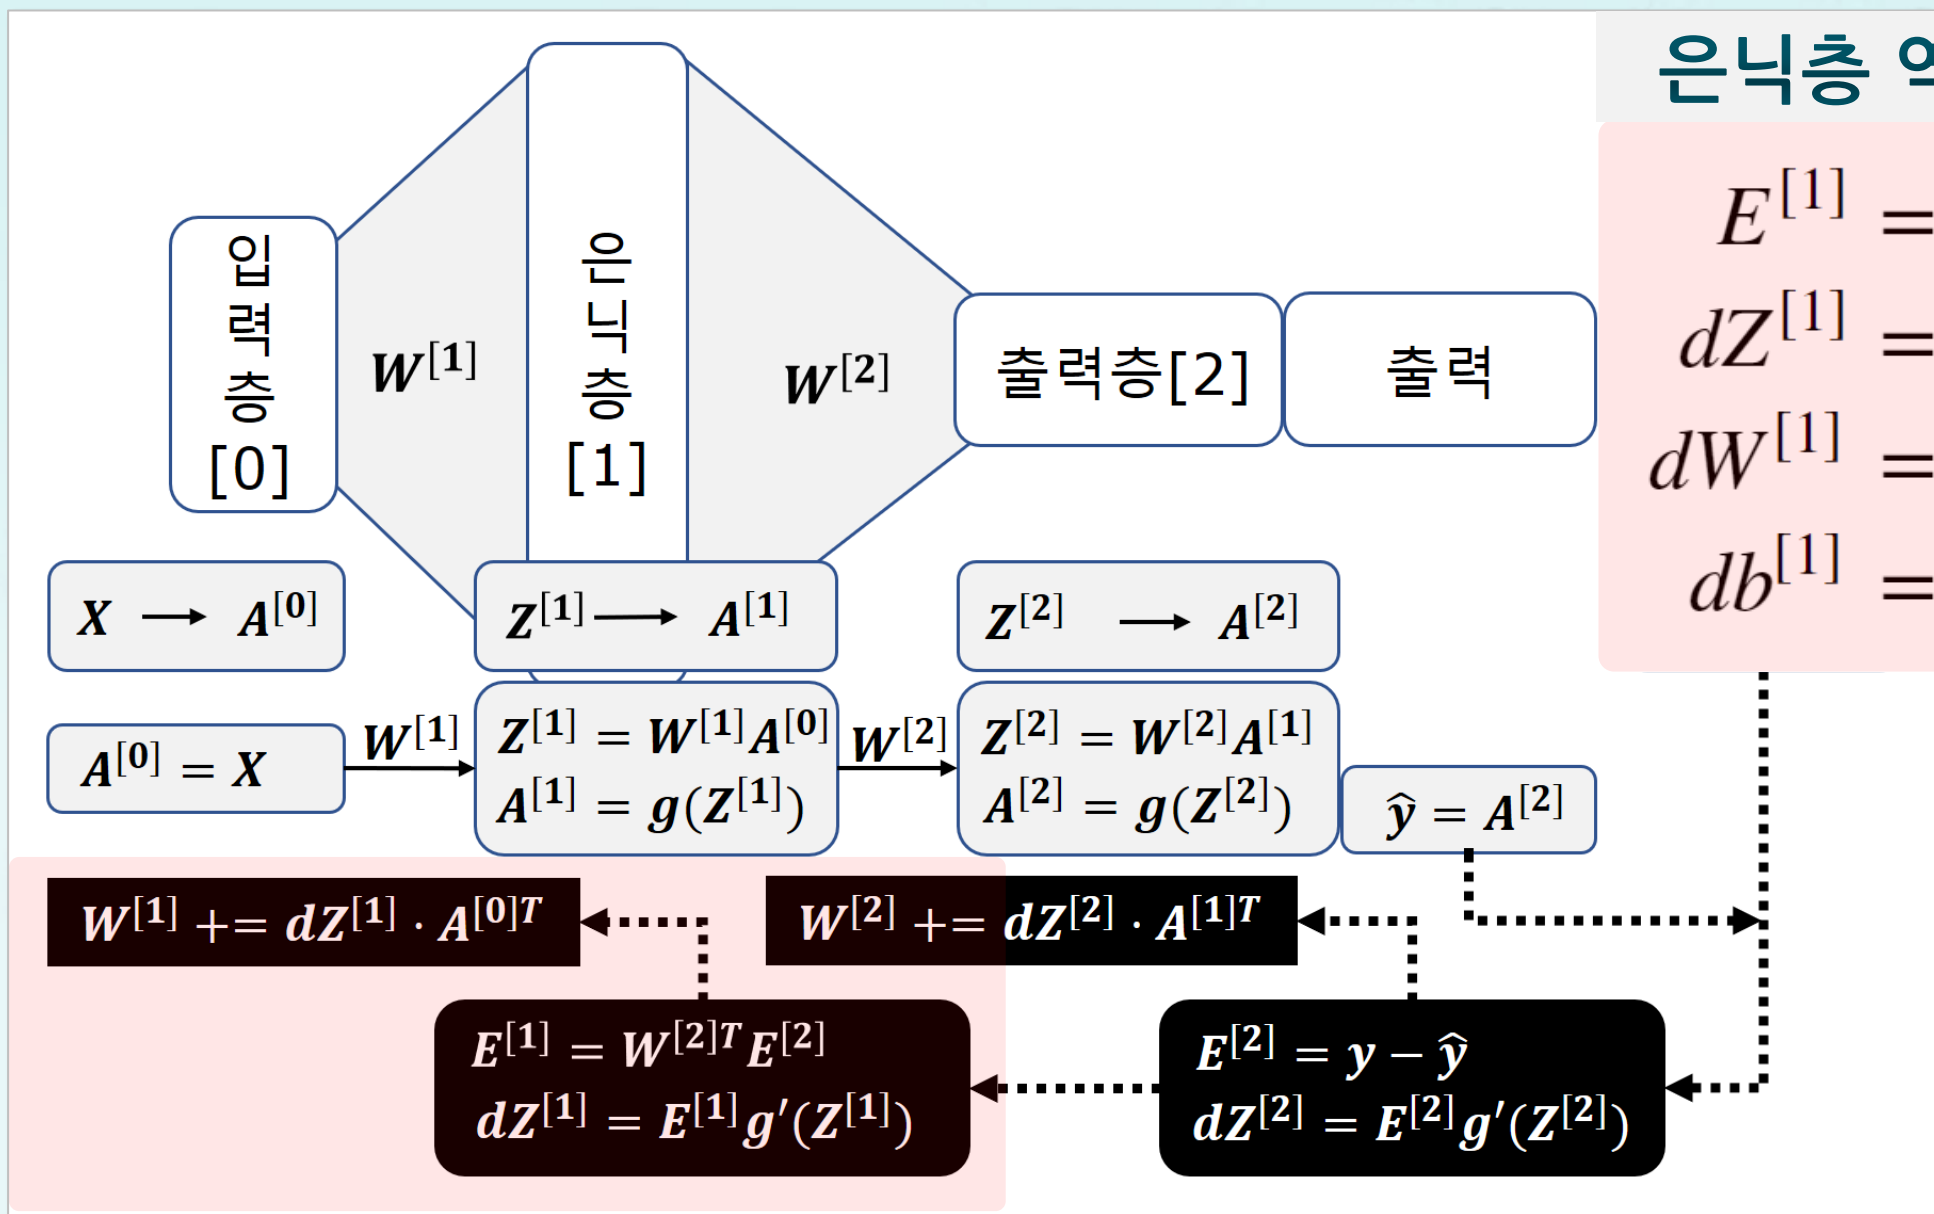 은닉층
E^[1] =
dZ^[1] =
dW^[1] =
db^[1] =
입력층[0]
W^[1]
은닉층[1]
W^[2]
출력층[2]
출력
X → A^[0]
Z^[1] → A^[1]
Z^[2] → A^[2]
A^[0] = X
W^[1]
Z^[1] = W^[1]A^[0]
A^[1] = g(Z^[1])
W^[2]
Z^[2] = W^[2]A^[1]
A^[2] = g(Z^[2])
ŷ = A^[2]
W^[1] += dZ^[1] · A^[0]T
W^[2] += dZ^[2] · A^[1]T
E^[1] = W^[2]T E^[2]
dZ^[1] = E^[1] g′(Z^[1])
E^[2] = y − ŷ
dZ^[2] = E^[2] g′(Z^[2])